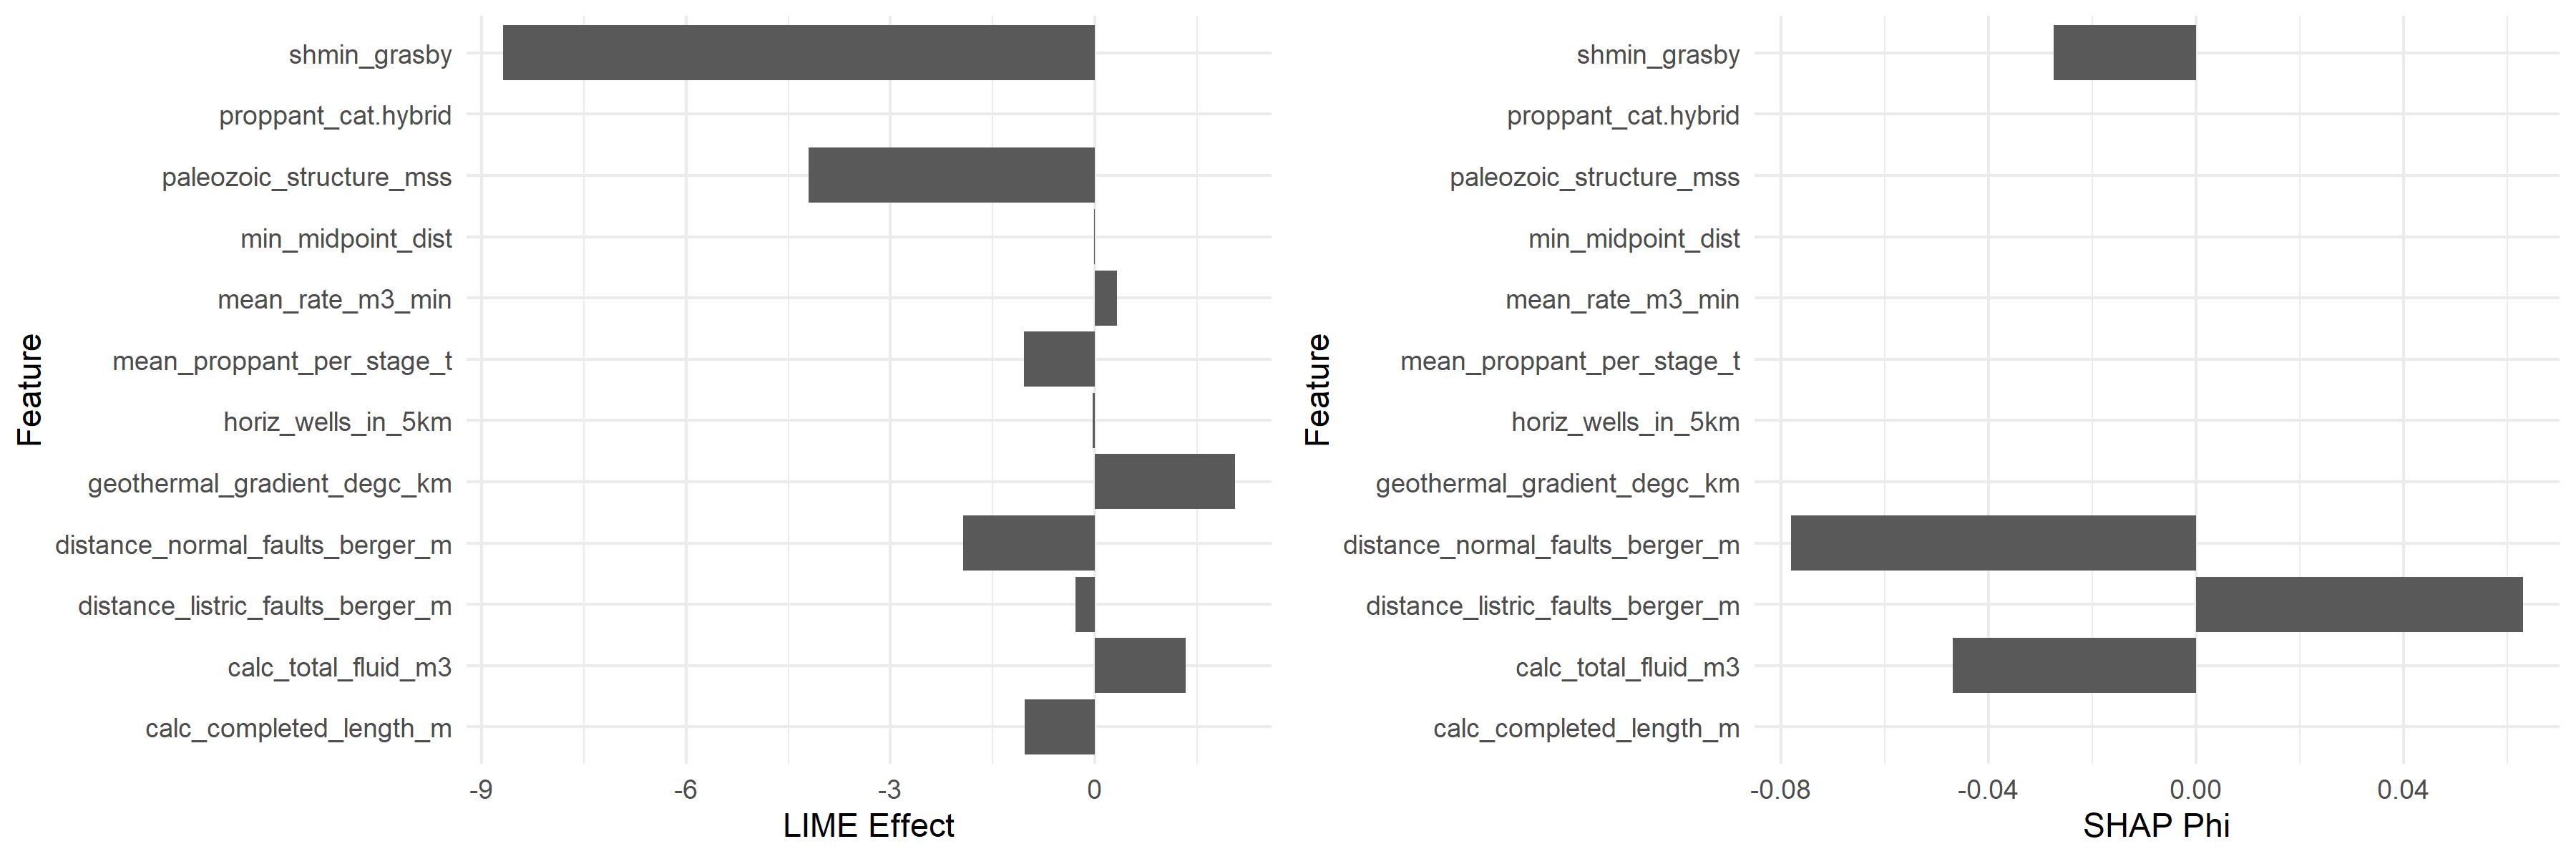 Feature
shmin_grasby
proppant_cat.hybrid
paleozoic_structure_mss
min_midpoint_dist
mean_rate_m3_min
mean_proppant_per_stage_t
horiz_wells_in_5km
geothermal_gradient_degc_km
distance_normal_faults_berger_m
distance_listric_faults_berger_m
calc_total_fluid_m3
calc_completed_length_m
-9 -6 -3 0
LIME Effect
Feature
shmin_grasby
proppant_cat.hybrid
paleozoic_structure_mss
min_midpoint_dist
mean_rate_m3_min
mean_proppant_per_stage_t
horiz_wells_in_5km
geothermal_gradient_degc_km
distance_normal_faults_berger_m
distance_listric_faults_berger_m
calc_total_fluid_m3
calc_completed_length_m
-0.08 -0.04 0.00 0.04
SHAP Phi